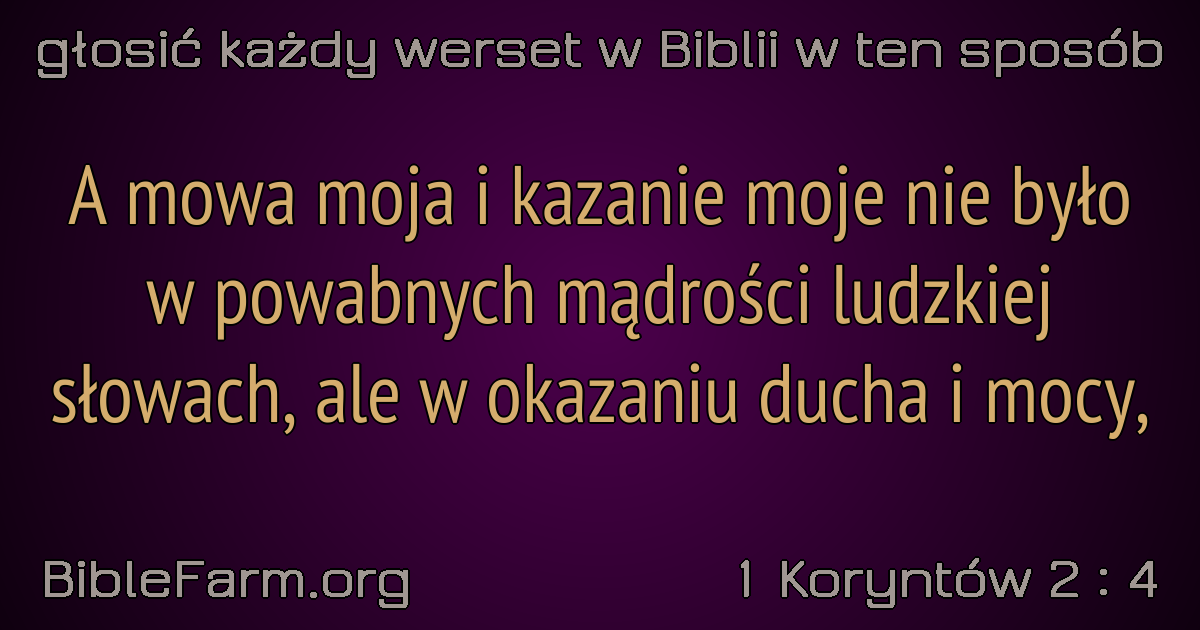 głosić każdy werset w Biblii w ten sposób
A mowa moja i kazanie moje nie było
w powabnych mądrości ludzkiej
słowach, ale w okazaniu ducha i mocy,
BibleFarm.org
1 Koryntów 2 : 4